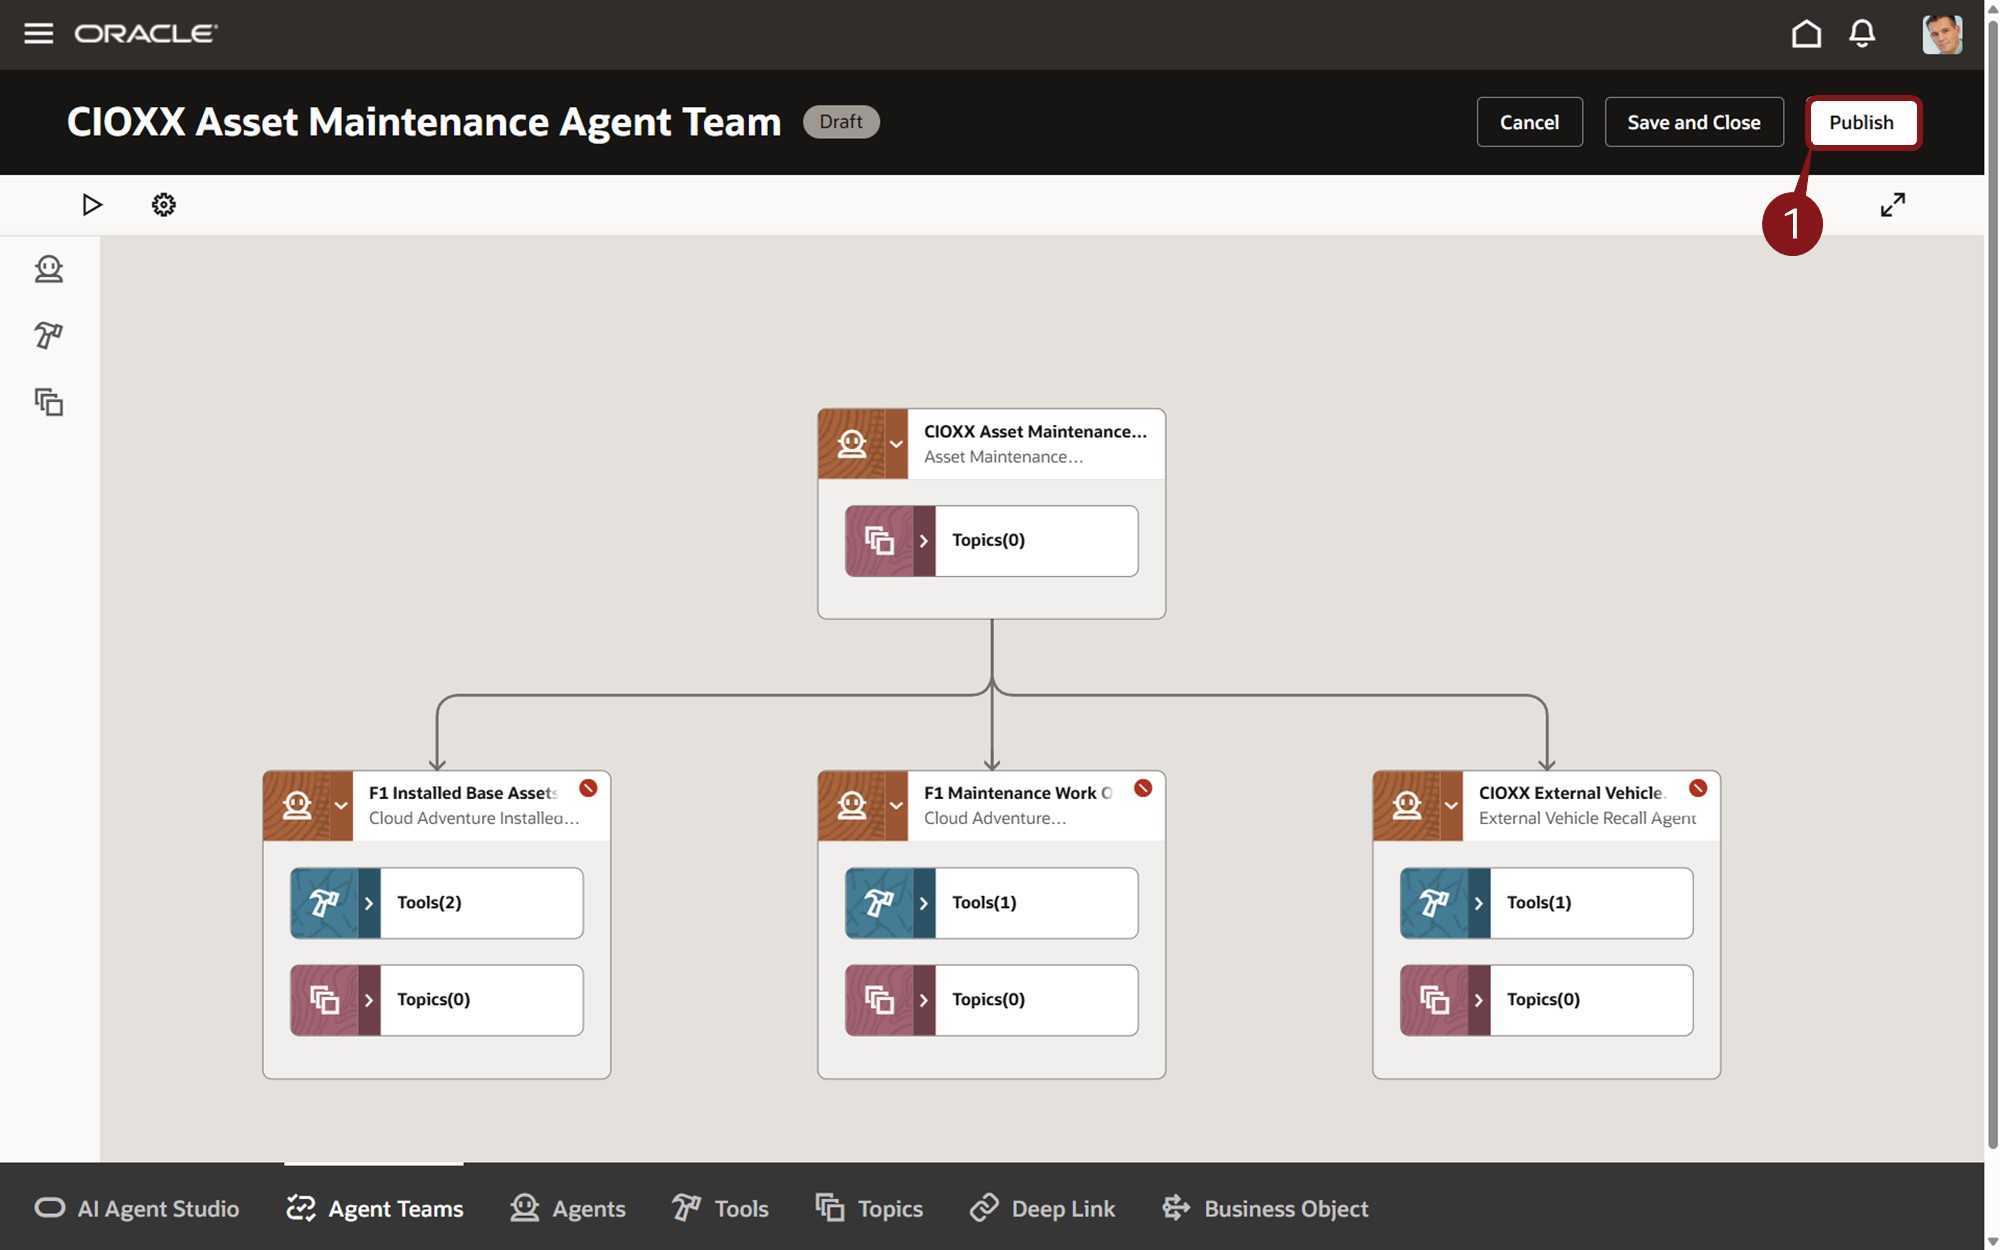 ORACLE
CIOXX Asset Maintenance Agent Team
Draft
Cancel
Save and Close
Publish
1
CIOXX Asset Maintenance...
Asset Maintenance...
Topics(0)
F1 Installed Base Assets
Cloud Adventure Installed...
Tools(2)
Topics(0)
F1 Maintenance Work O
Cloud Adventure...
Tools(1)
Topics(0)
CIOXX External Vehicle.
External Vehicle Recall Agent
Tools(1)
Topics(0)
AI Agent Studio
Agent Teams
Agents
Tools
Topics
Deep Link
Business Object